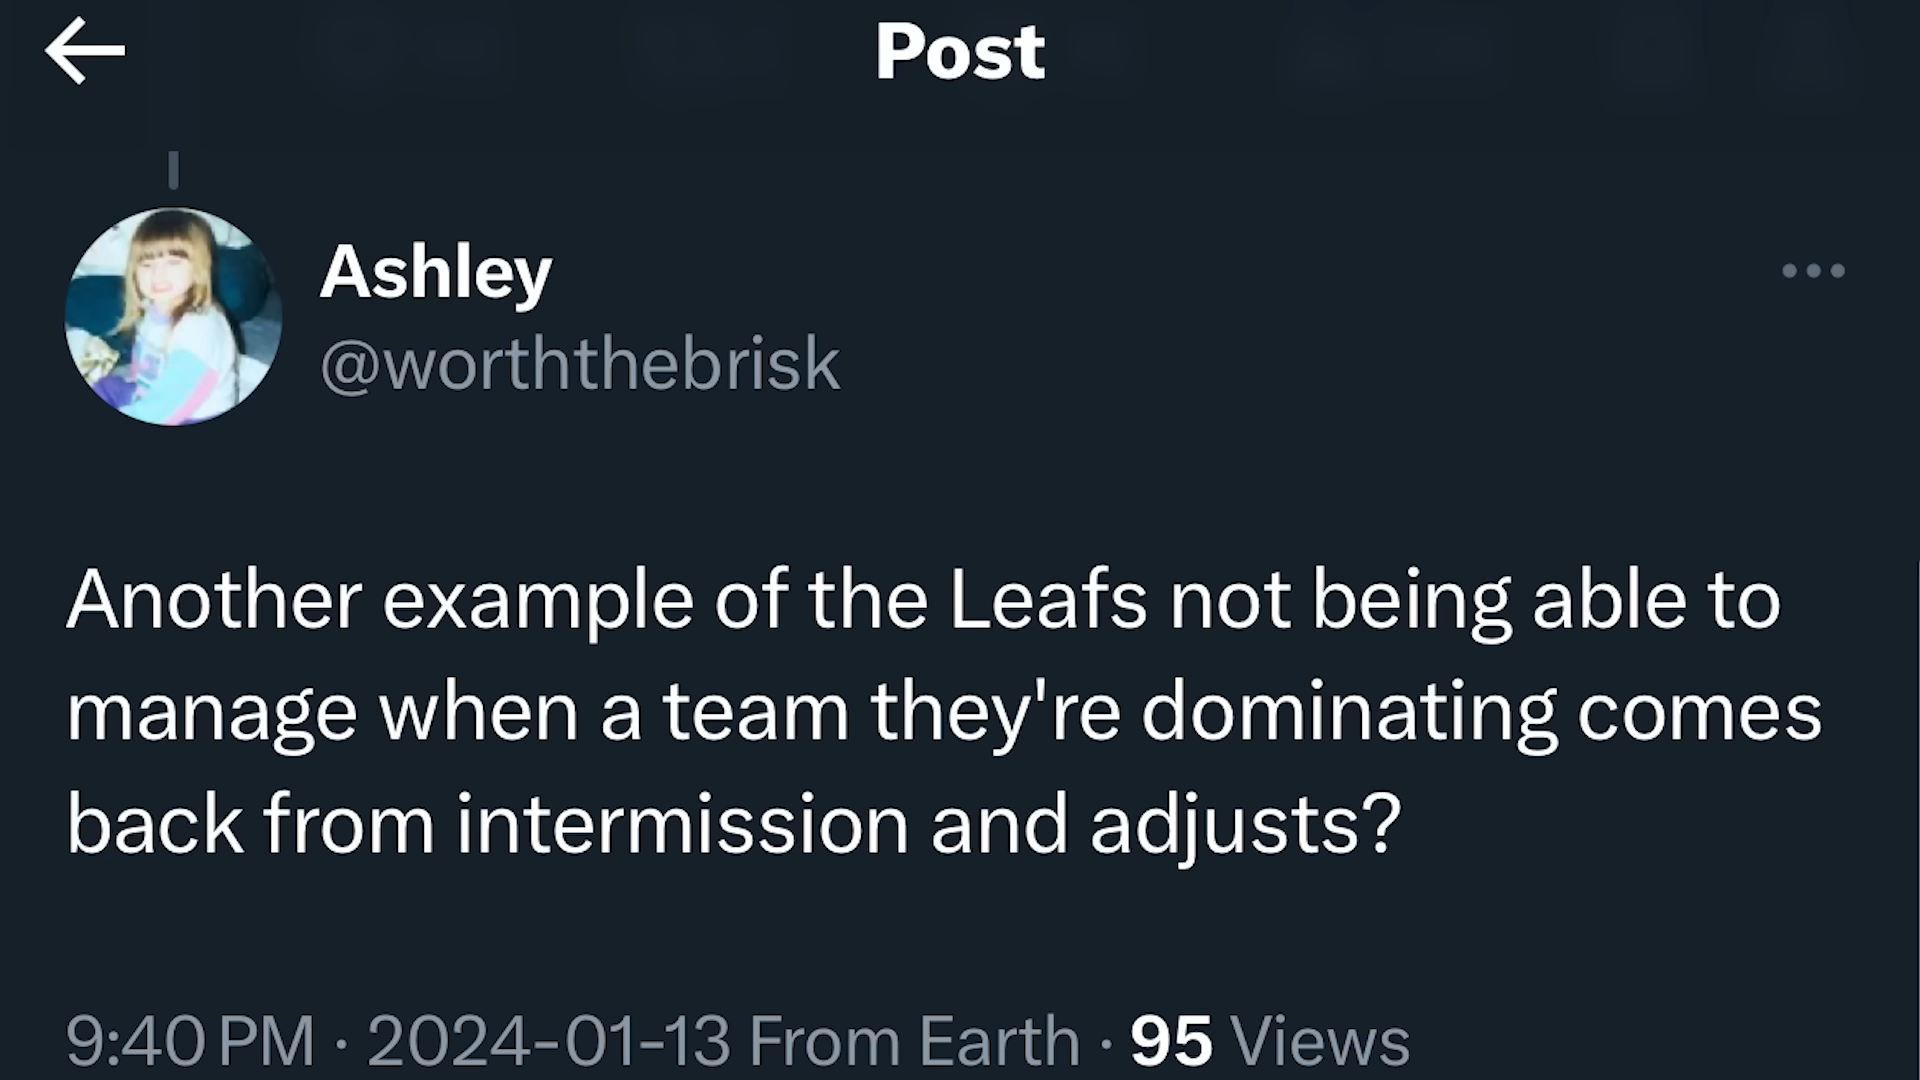 Post
Ashley
@worththebrisk
Another example of the Leafs not being able to
manage when a team they're dominating comes
back from intermission and adjusts?
9:40 PM · 2024-01-13 From Earth · 95 Views